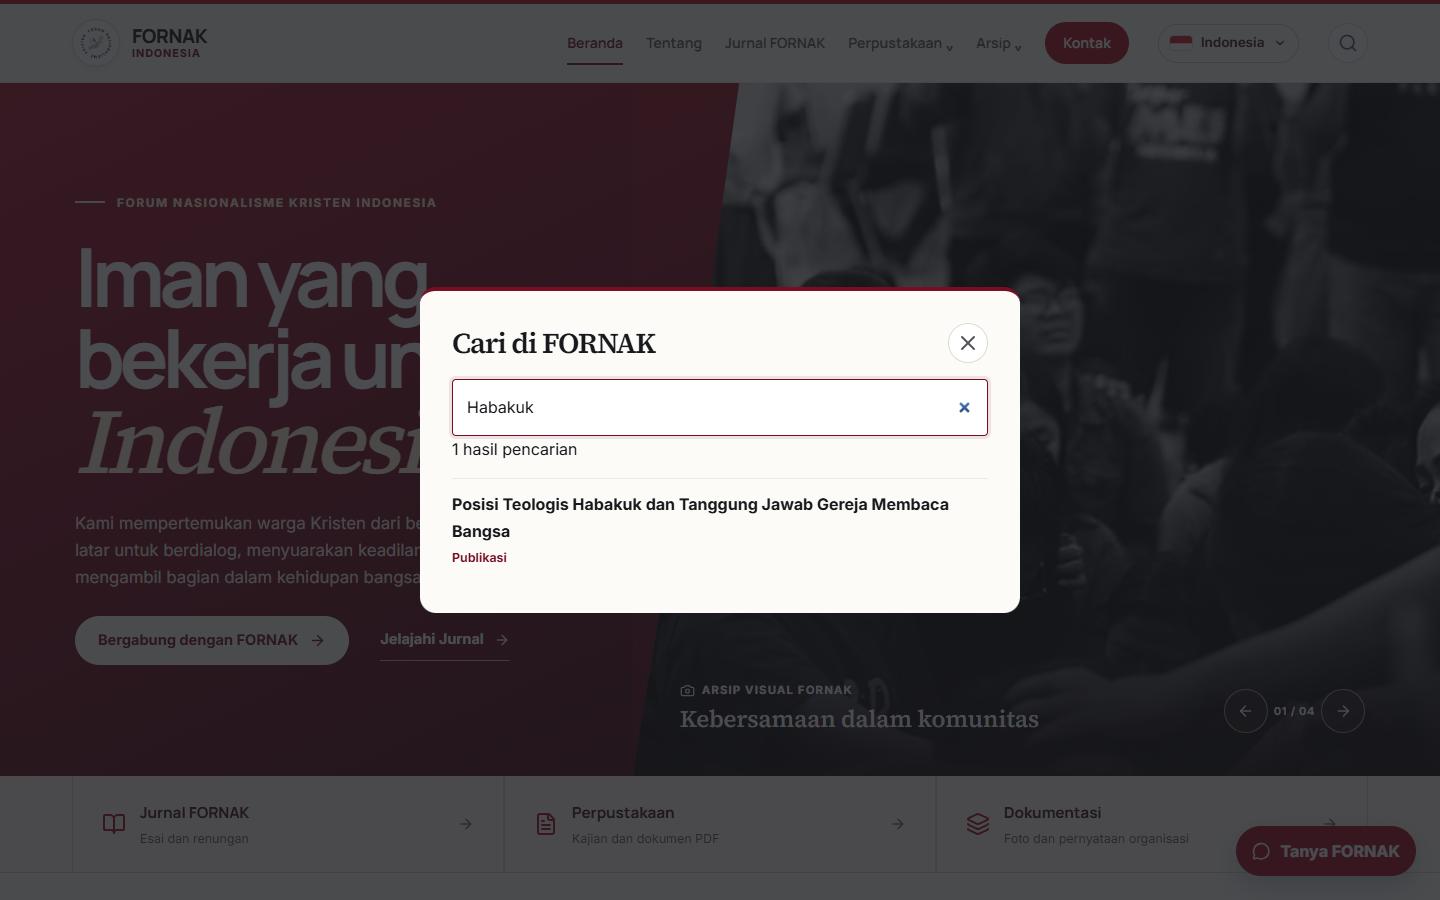 FORNAK
INDONESIA
Beranda
Tentang
Jurnal FORNAK
Perpustakaan
Arsip
Kontak
Indonesia
FORUM NASIONALISME KRISTEN INDONESIA
Iman yang
bekerja un
Indonesi
Kami mempertemukan warga Kristen dari be
latar untuk berdialog, menyuarakan keadilan
mengambil bagian dalam kehidupan bangsa
Bergabung dengan FORNAK
Jelajahi Jurnal
Cari di FORNAK
Habakuk
1 hasil pencarian
Posisi Teologis Habakuk dan Tanggung Jawab Gereja Membaca
Bangsa
Publikasi
ARSIP VISUAL FORNAK
Kebersamaan dalam komunitas
01 / 04
Jurnal FORNAK
Esai dan renungan
Perpustakaan
Kajian dan dokumen PDF
Dokumentasi
Foto dan pernyataan organisasi
Tanya FORNAK